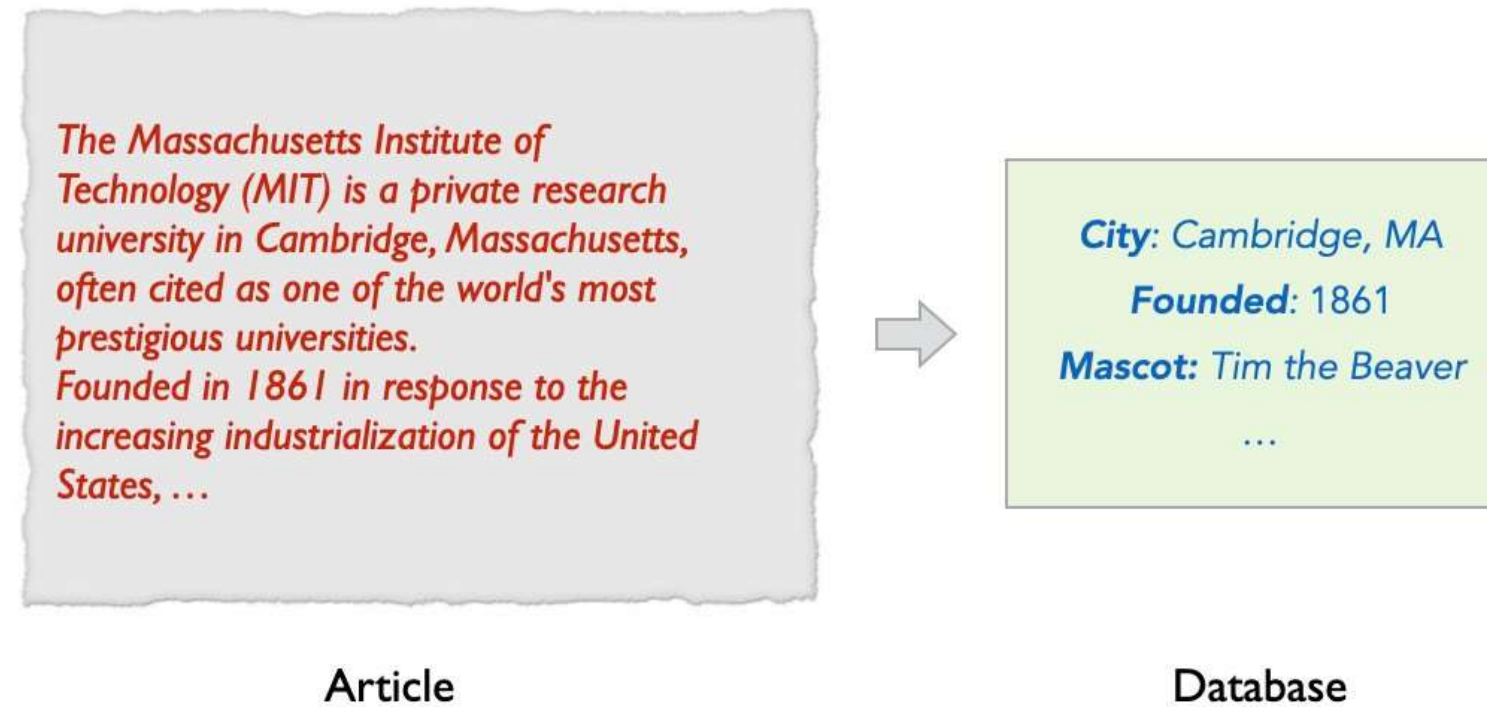 The Massachusetts Institute of
Technology (MIT) is a private research
university in Cambridge, Massachusetts,
often cited as one of the world's most
prestigious universities.
Founded in 1861 in response to the
increasing industrialization of the United
States, …
City: Cambridge, MA
Founded: 1861
Mascot: Tim the Beaver
…
Article
Database